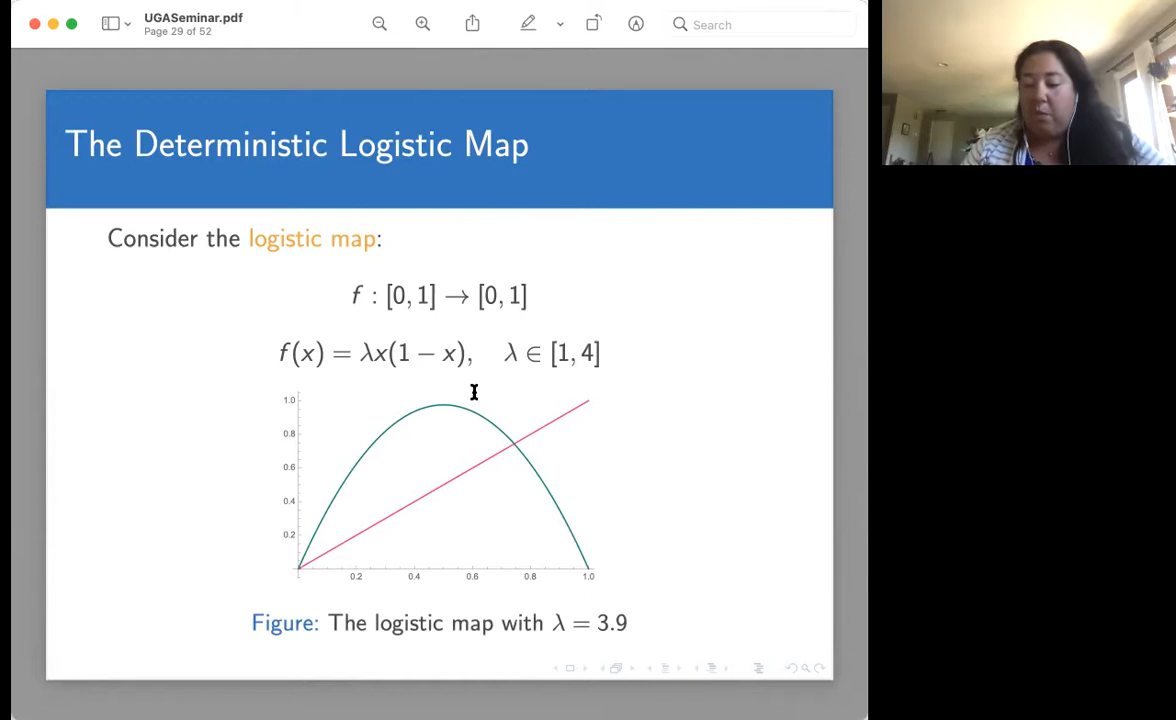 UGASeminar.pdf
Page 29 of 52
Search
The Deterministic Logistic Map
Consider the logistic map:
f : [0, 1] → [0, 1]
f(x) = λx(1 − x), λ ∈ [1, 4]
1.0
0.8
0.6
0.4
0.2
0.2 0.4 0.6 0.8 1.0
Figure: The logistic map with λ = 3.9